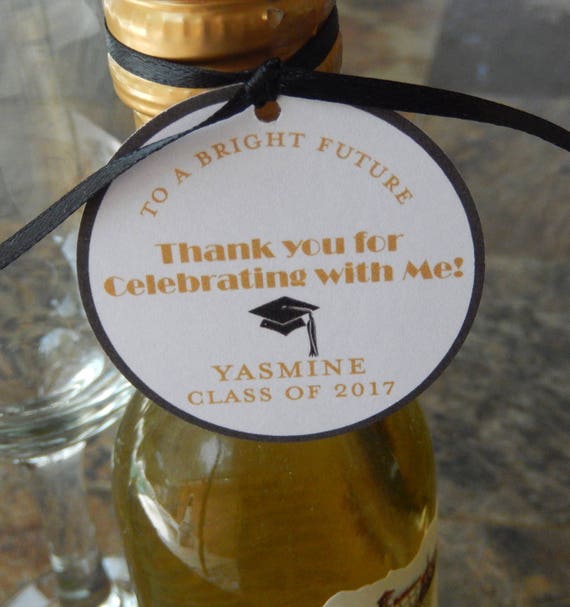 TO A BRIGHT FUTURE
Thank you for
Celebrating with Me!
YASMINE
CLASS OF 2017